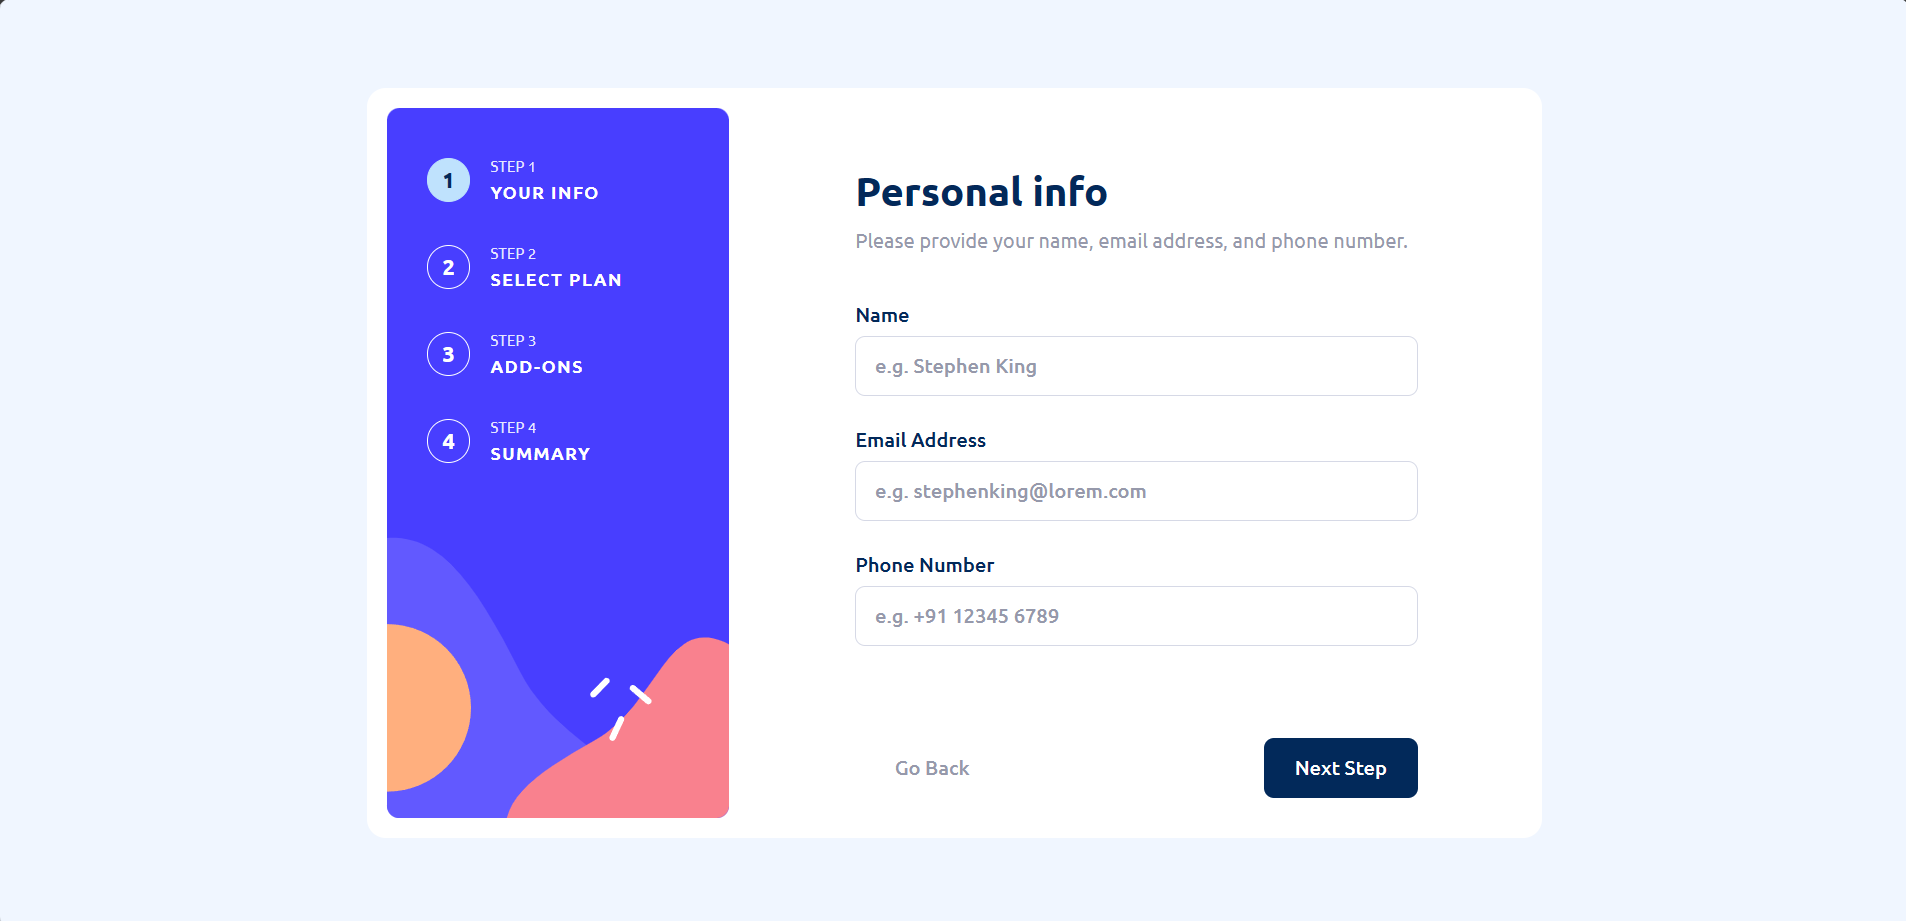 1
STEP 1
YOUR INFO
2
STEP 2
SELECT PLAN
3
STEP 3
ADD-ONS
4
STEP 4
SUMMARY
Personal info
Please provide your name, email address, and phone number.
Name
e.g. Stephen King
Email Address
e.g. stephenking@lorem.com
Phone Number
e.g. +91 12345 6789
Go Back
Next Step